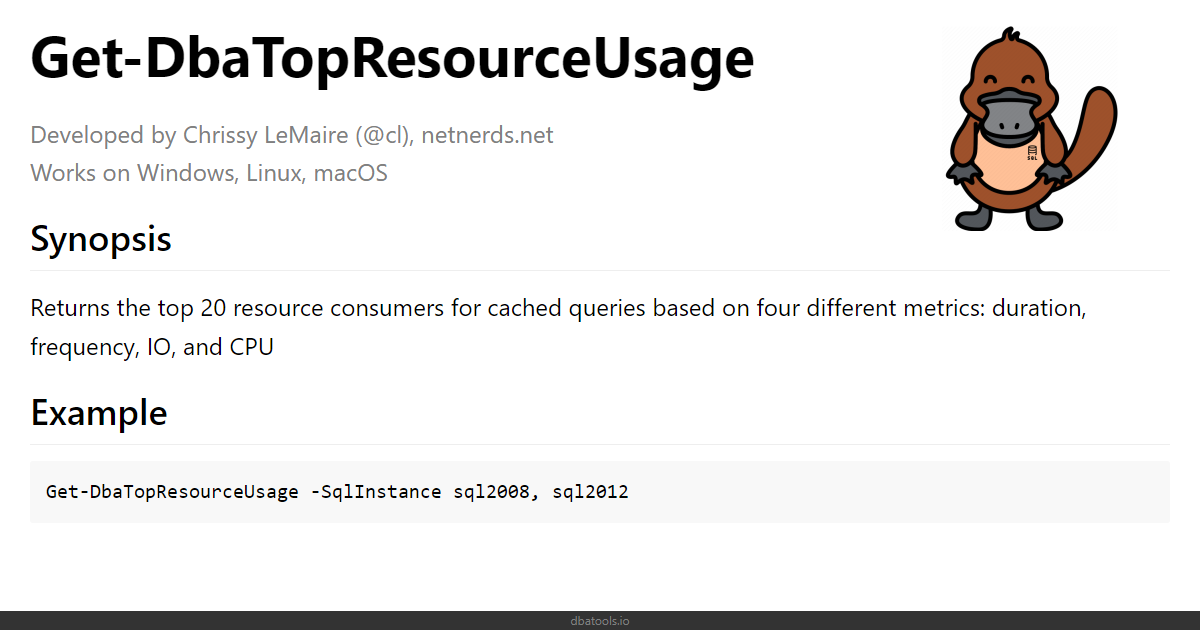 Get-DbaTopResourceUsage
Developed by Chrissy LeMaire (@cl), netnerds.net
Works on Windows, Linux, macOS
SQL
Synopsis
Returns the top 20 resource consumers for cached queries based on four different metrics: duration,
frequency, IO, and CPU
Example
Get-DbaTopResourceUsage -SqlInstance sql2008, sql2012
dbatools.io